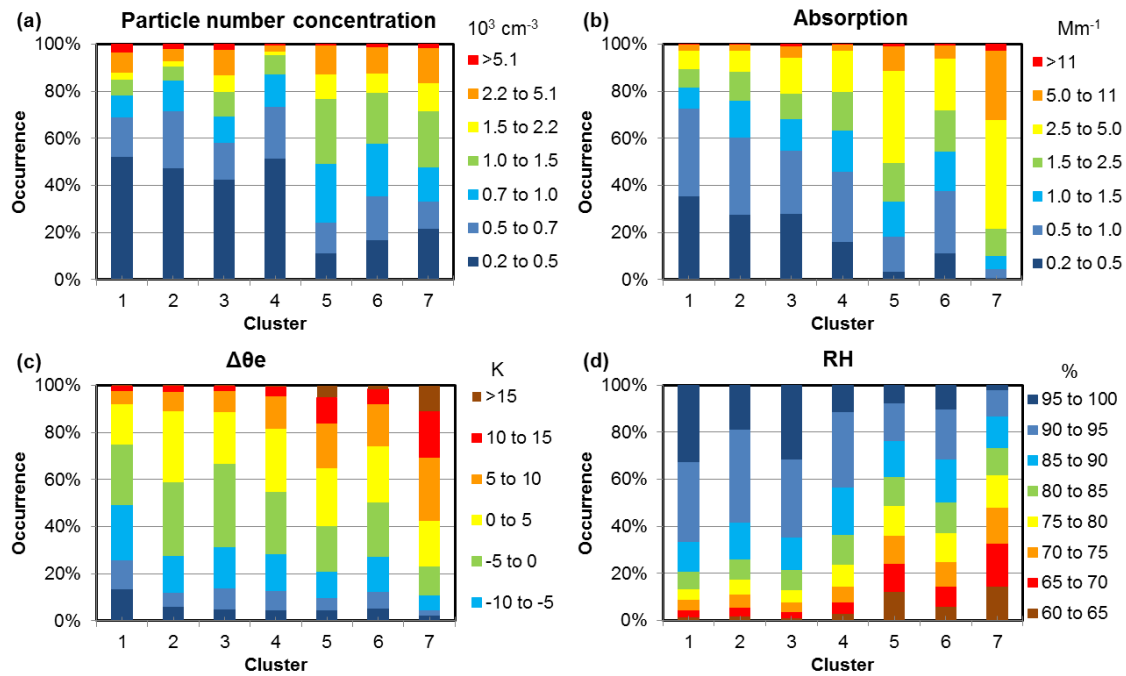 (a)
Particle number concentration
10³ cm⁻³
100%
80%
60%
40%
20%
0%
Occurrence
1 2 3 4 5 6 7
Cluster
>5.1
2.2 to 5.1
1.5 to 2.2
1.0 to 1.5
0.7 to 1.0
0.5 to 0.7
0.2 to 0.5
(b)
Absorption
Mm⁻¹
100%
80%
60%
40%
20%
0%
Occurrence
1 2 3 4 5 6 7
Cluster
>11
5.0 to 11
2.5 to 5.0
1.5 to 2.5
1.0 to 1.5
0.5 to 1.0
0.2 to 0.5
(c)
Δθe
K
100%
80%
60%
40%
20%
0%
Occurrence
1 2 3 4 5 6 7
Cluster
>15
10 to 15
5 to 10
0 to 5
-5 to 0
-10 to -5
(d)
RH
%
100%
80%
60%
40%
20%
0%
Occurrence
1 2 3 4 5 6 7
Cluster
95 to 100
90 to 95
85 to 90
80 to 85
75 to 80
70 to 75
65 to 70
60 to 65